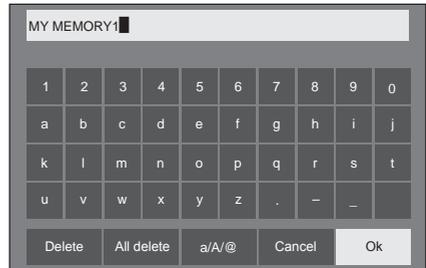 MY MEMORY1
1 2 3 4 5 6 7 8 9 0
a b c d e f g h i j
k l m n o p q r s t
u v w x y z . – _
Delete All delete a/A/@ Cancel Ok